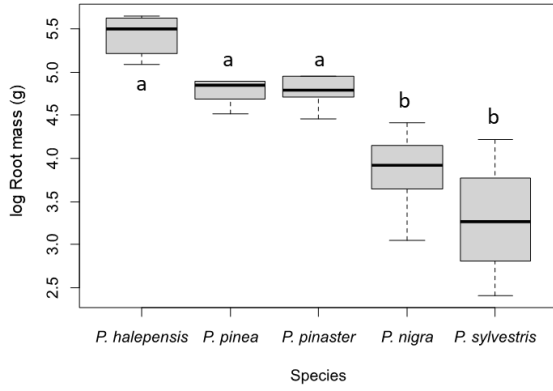 log Root mass (g)
5.5
5.0
4.5
4.0
3.5
3.0
2.5
a
a
a
b
b
P. halepensis P. pinea P. pinaster P. nigra P. sylvestris
Species